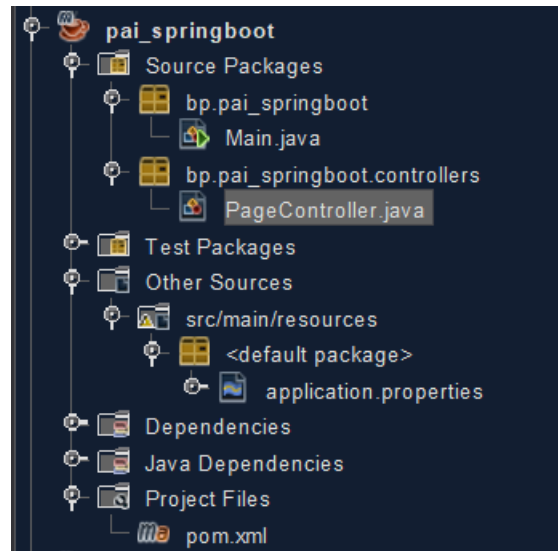 pai_springboot
Source Packages
bp.pai_springboot
Main.java
bp.pai_springboot.controllers
PageController.java
Test Packages
Other Sources
src/main/resources
<default package>
application.properties
Dependencies
Java Dependencies
Project Files
pom.xml